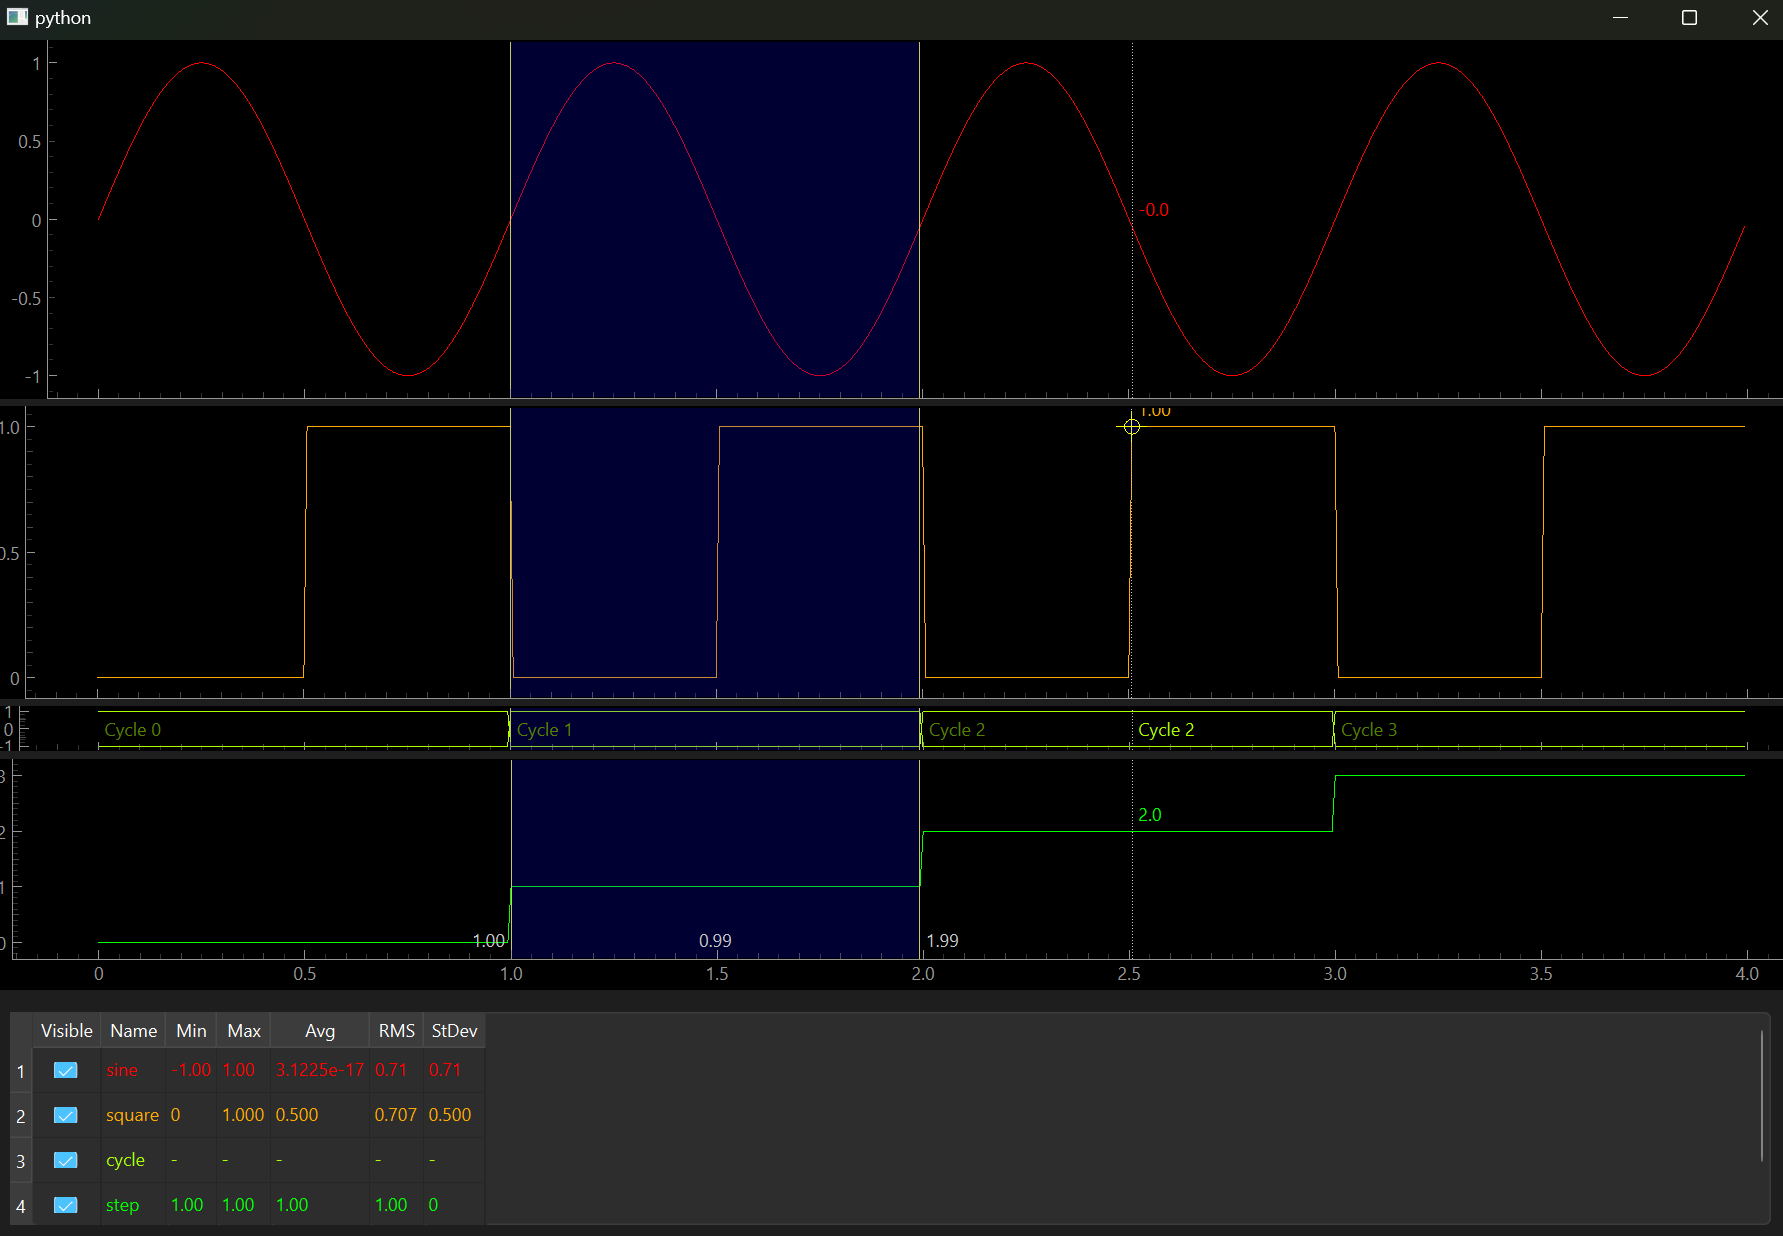 python
1
0.5
0
-0.5
-1
-0.0
1.0
0.5
0
1.00
1
0
-1
Cycle 0
Cycle 1
Cycle 2
Cycle 2
Cycle 3
3
2
1
0
2.0
1.00
0.99
1.99
0 0.5 1.0 1.5 2.0 2.5 3.0 3.5 4.0
Visible Name Min Max Avg RMS StDev
1 sine -1.00 1.00 3.1225e-17 0.71 0.71
2 square 0 1.000 0.500 0.707 0.500
3 cycle - - - - -
4 step 1.00 1.00 1.00 1.00 0